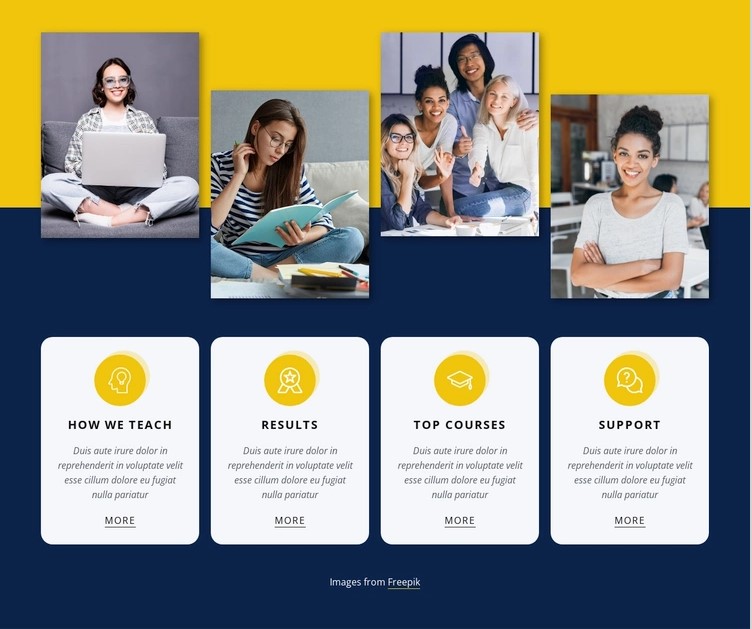 HOW WE TEACH
Duis aute irure dolor in
reprehenderit in voluptate velit
esse cillum dolore eu fugiat
nulla pariatur
MORE
RESULTS
Duis aute irure dolor in
reprehenderit in voluptate velit
esse cillum dolore eu fugiat
nulla pariatur
MORE
TOP COURSES
Duis aute irure dolor in
reprehenderit in voluptate velit
esse cillum dolore eu fugiat
nulla pariatur
MORE
SUPPORT
Duis aute irure dolor in
reprehenderit in voluptate velit
esse cillum dolore eu fugiat
nulla pariatur
MORE
Images from Freepik